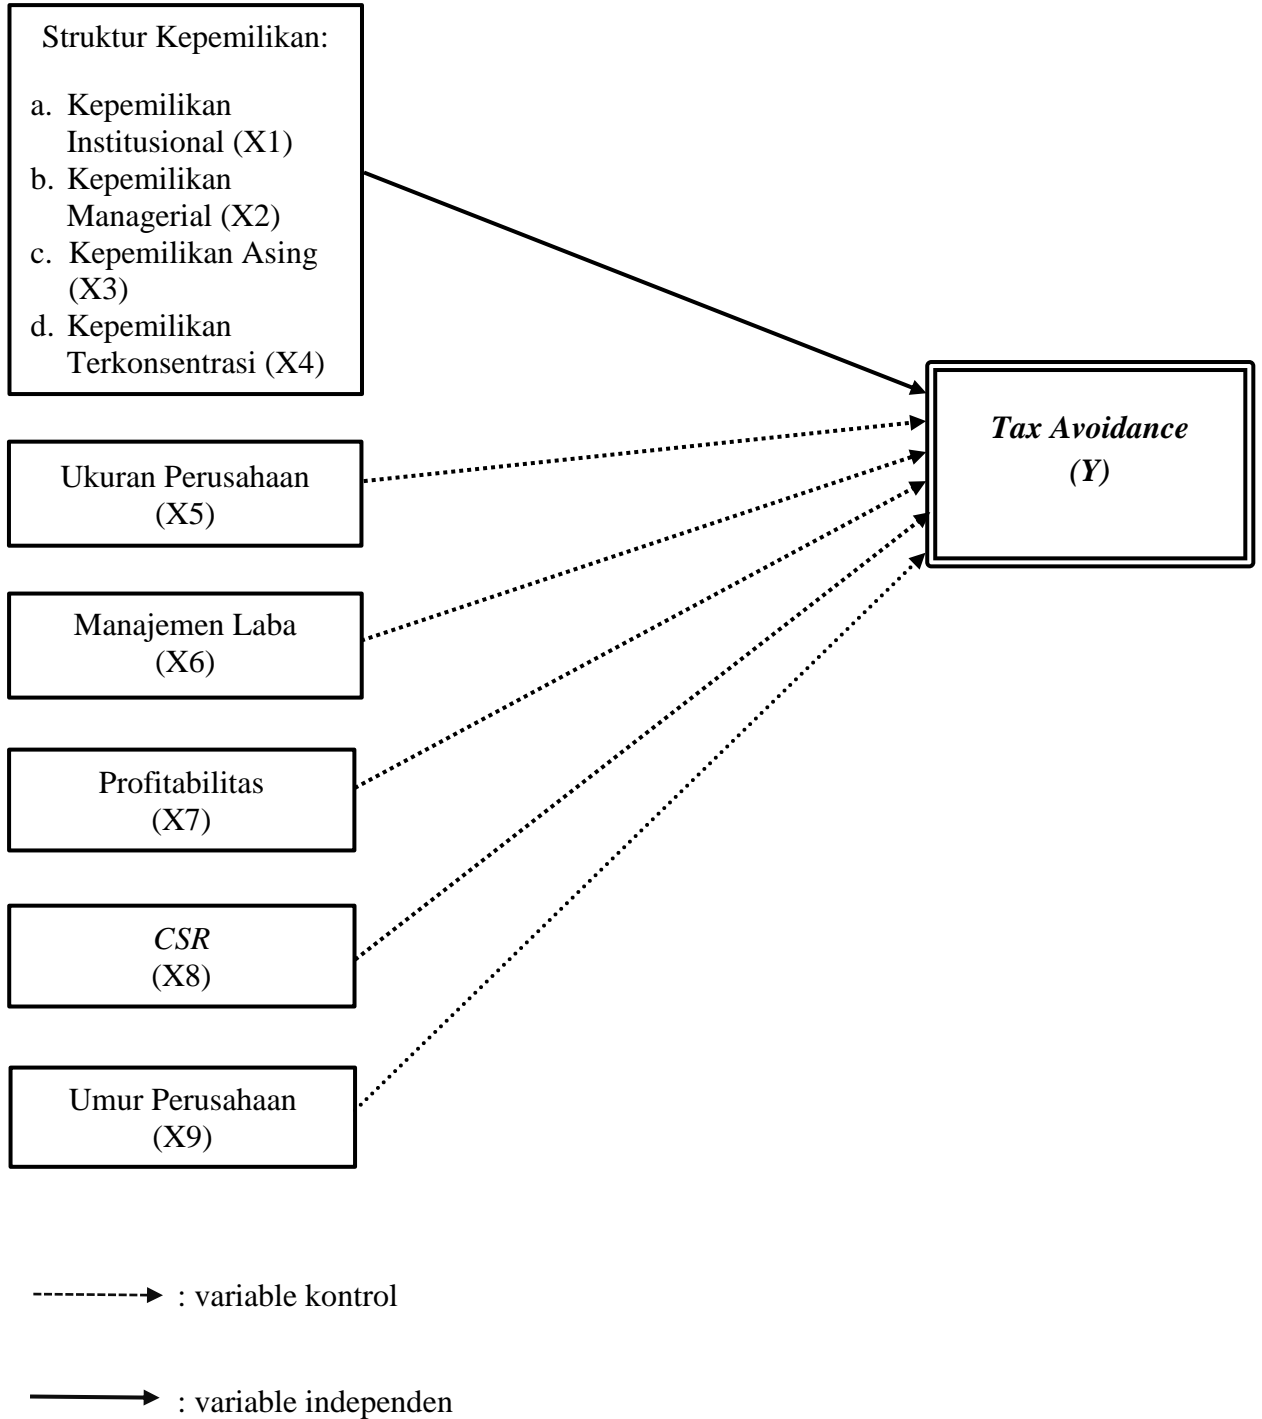 Struktur Kepemilikan:
a. Kepemilikan
Institusional (X1)
b. Kepemilikan
Managerial (X2)
c. Kepemilikan Asing
(X3)
d. Kepemilikan
Terkonsentrasi (X4)
Tax Avoidance
(Y)
Ukuran Perusahaan
(X5)
Manajemen Laba
(X6)
Profitabilitas
(X7)
CSR
(X8)
Umur Perusahaan
(X9)
: variable kontrol
: variable independen